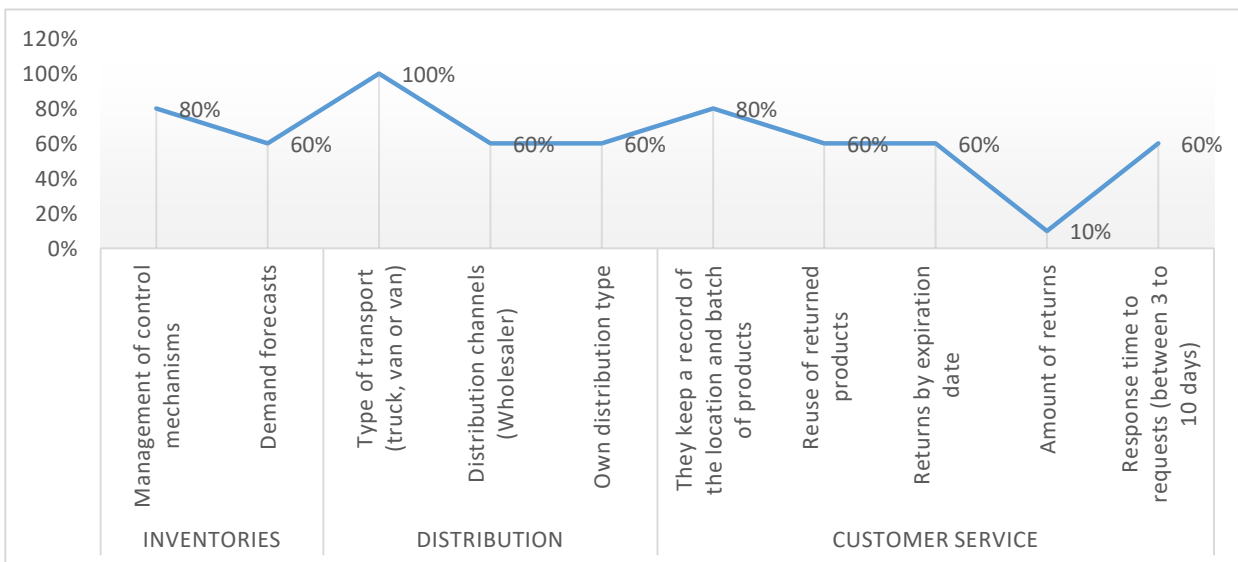 120%
100%
80%
60%
40%
20%
0%
80%
60%
100%
60%
60%
80%
60%
60%
10%
60%
Management of control
mechanisms
Demand forecasts
Type of transport
(truck, van or van)
Distribution channels
(Wholesaler)
Own distribution type
They keep a record of
the location and batch
of products
Reuse of returned
products
Returns by expiration
date
Amount of returns
Response time to
requests (between 3 to
10 days)
INVENTORIES
DISTRIBUTION
CUSTOMER SERVICE